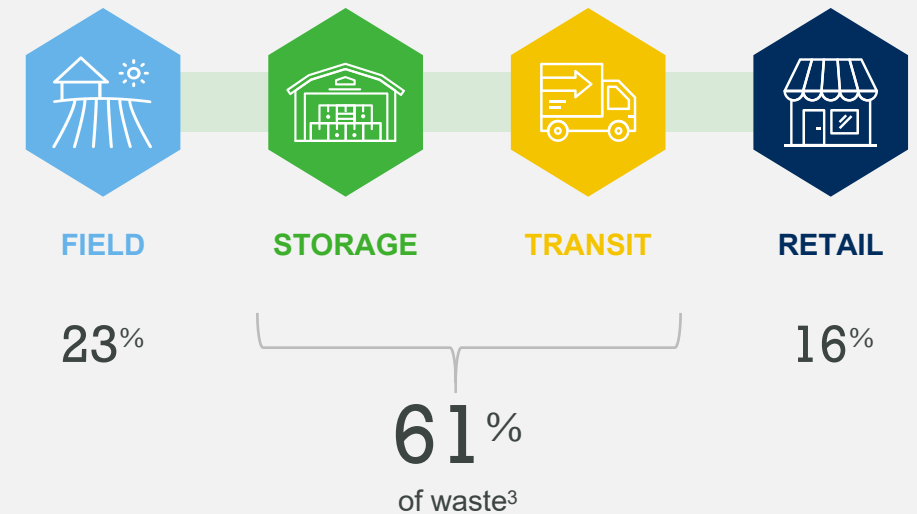 FIELD
STORAGE
TRANSIT
RETAIL
23%
16%
61%
of waste³